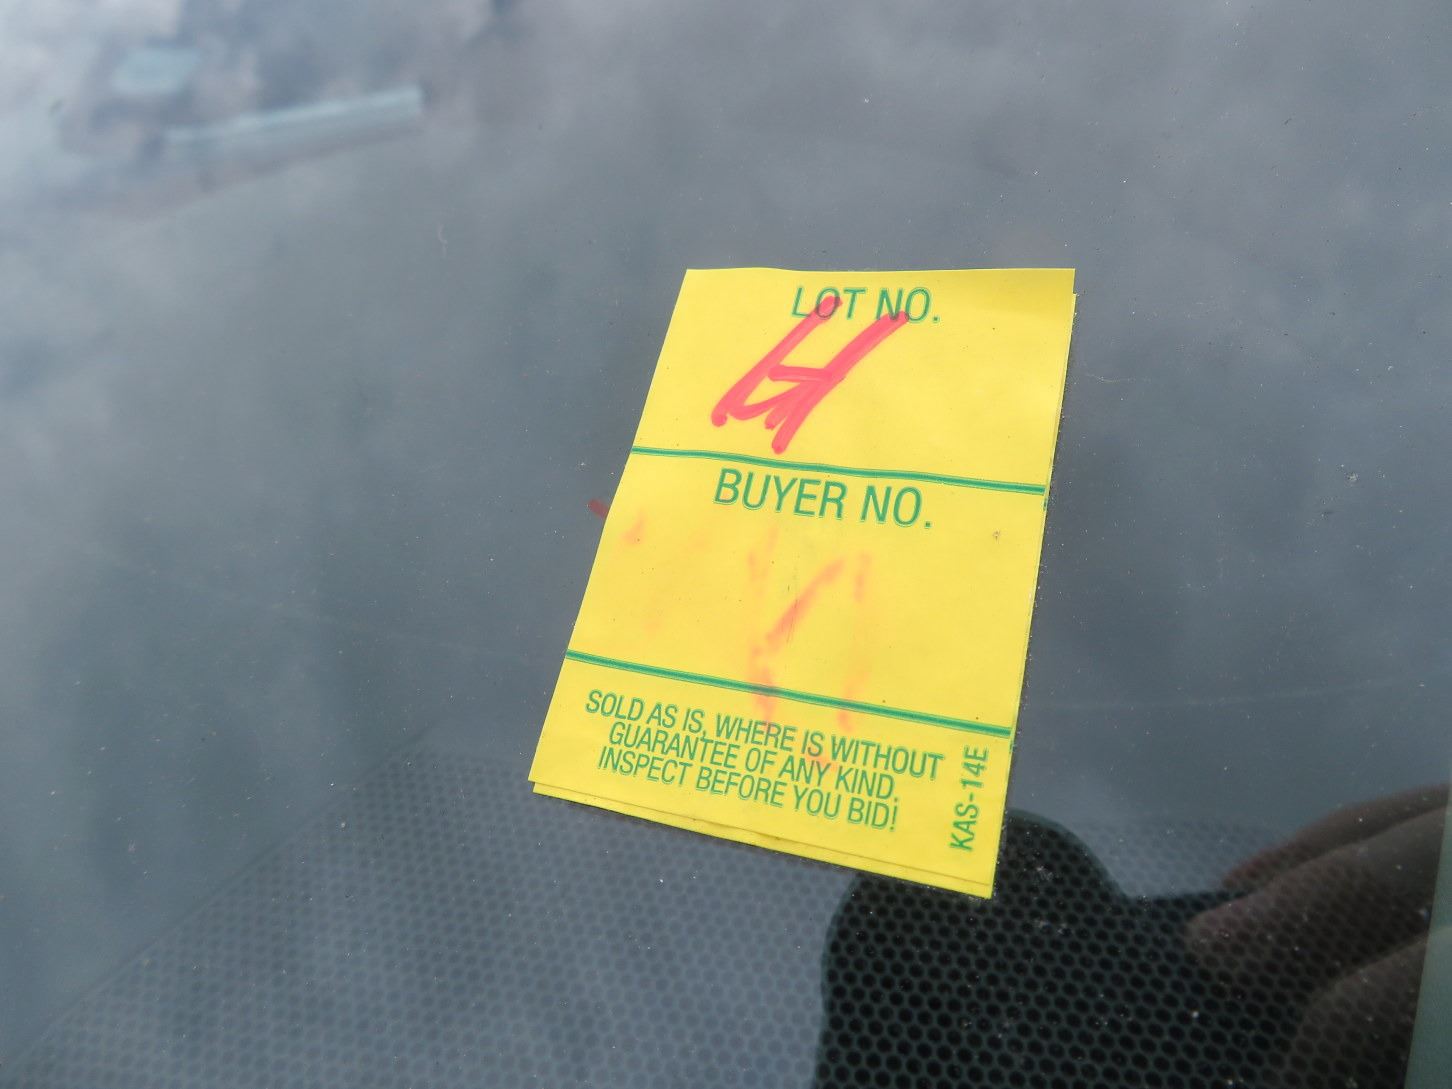 LOT NO.
BUYER NO.
SOLD AS IS, WHERE IS WITHOUT
GUARANTEE OF ANY KIND,
INSPECT BEFORE YOU BID!
KAS-14E